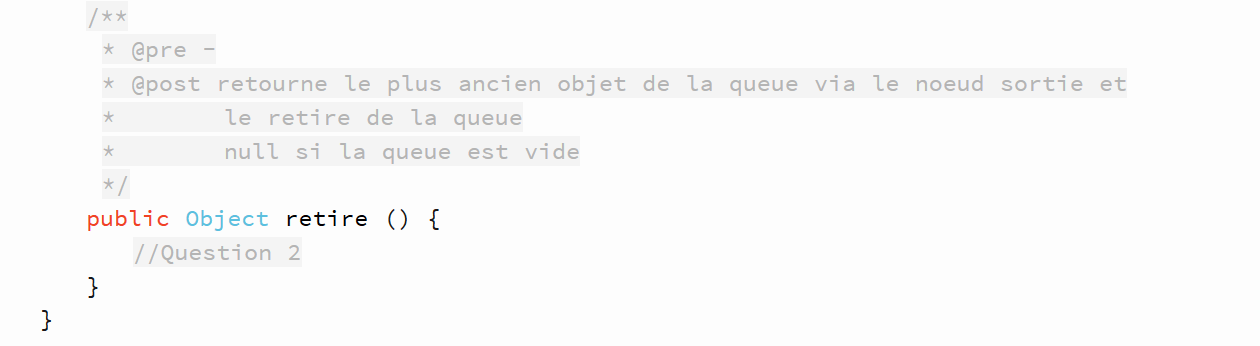 /**
* @pre -
* @post retourne le plus ancien objet de la queue via le noeud sortie et
* le retire de la queue
* null si la queue est vide
*/
public Object retire () {
//Question 2
}
}